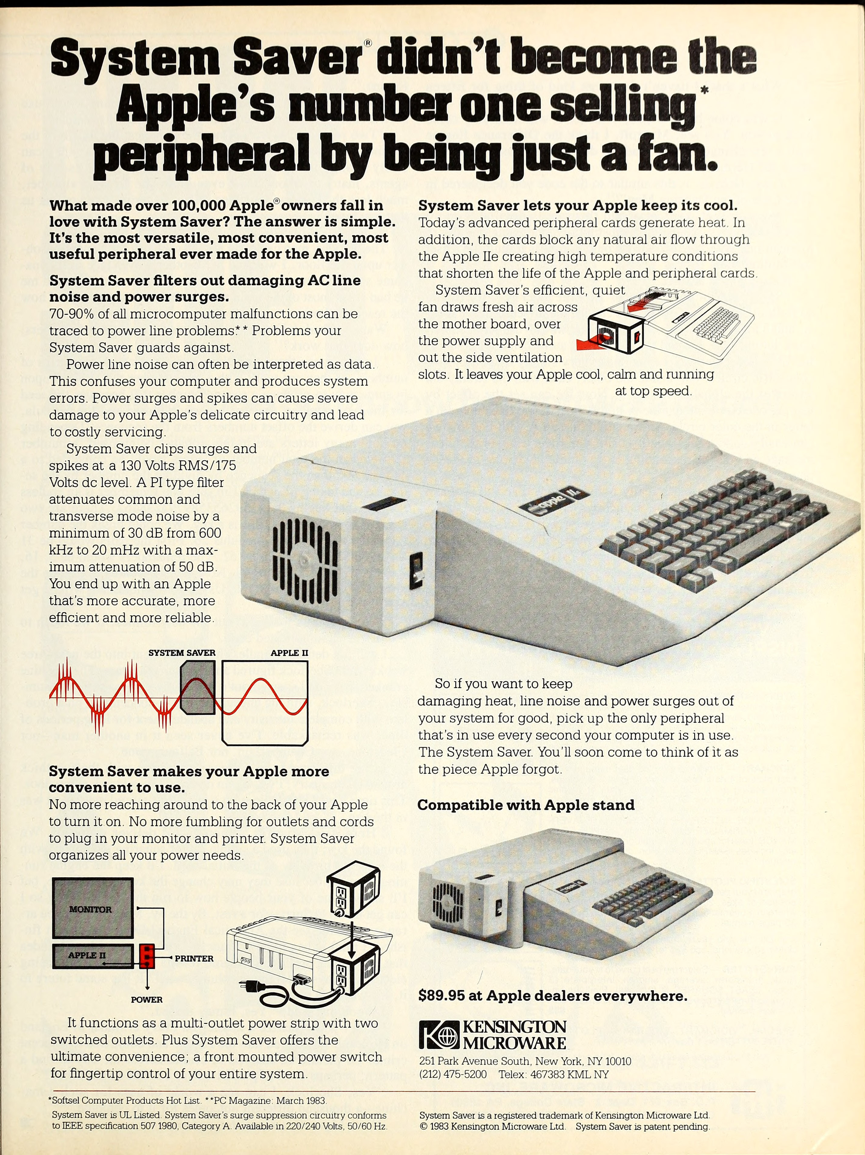 System Saver® didn't become the
Apple's number one selling*
peripheral by being just a fan.
What made over 100,000 Apple® owners fall in
love with System Saver? The answer is simple.
It's the most versatile, most convenient, most
useful peripheral ever made for the Apple.
System Saver filters out damaging AC line
noise and power surges.
70-90% of all microcomputer malfunctions can be
traced to power line problems.** Problems your
System Saver guards against.
Power line noise can often be interpreted as data.
This confuses your computer and produces system
errors. Power surges and spikes can cause severe
damage to your Apple's delicate circuitry and lead
to costly servicing.
System Saver clips surges and
spikes at a 130 Volts RMS/175
Volts dc level. A PI type filter
attenuates common and
transverse mode noise by a
minimum of 30 dB from 600
kHz to 20 mHz with a max-
imum attenuation of 50 dB.
You end up with an Apple
that's more accurate, more
efficient and more reliable.
SYSTEM SAVER
APPLE II
System Saver makes your Apple more
convenient to use.
No more reaching around to the back of your Apple
to turn it on. No more fumbling for outlets and cords
to plug in your monitor and printer. System Saver
organizes all your power needs.
MONITOR
APPLE II
PRINTER
POWER
It functions as a multi-outlet power strip with two
switched outlets. Plus System Saver offers the
ultimate convenience; a front mounted power switch
for fingertip control of your entire system.
System Saver lets your Apple keep its cool.
Today's advanced peripheral cards generate heat. In
addition, the cards block any natural air flow through
the Apple IIe creating high temperature conditions
that shorten the life of the Apple and peripheral cards.
System Saver's efficient, quiet
fan draws fresh air across
the mother board, over
the power supply and
out the side ventilation
slots. It leaves your Apple cool, calm and running
at top speed.
apple IIe
So if you want to keep
damaging heat, line noise and power surges out of
your system for good, pick up the only peripheral
that's in use every second your computer is in use.
The System Saver. You'll soon come to think of it as
the piece Apple forgot.
Compatible with Apple stand
$89.95 at Apple dealers everywhere.
KENSINGTON
MICROWARE
251 Park Avenue South, New York, NY 10010
(212) 475-5200 Telex: 467383 KML NY
*Softsel Computer Products Hot List. **PC Magazine: March 1983.
System Saver is UL Listed. System Saver's surge suppression circuitry conforms
to IEEE specification 507 1980, Category A. Available in 220/240 Volts, 50/60 Hz.
System Saver is a registered trademark of Kensington Microware Ltd.
© 1983 Kensington Microware Ltd. System Saver is patent pending.